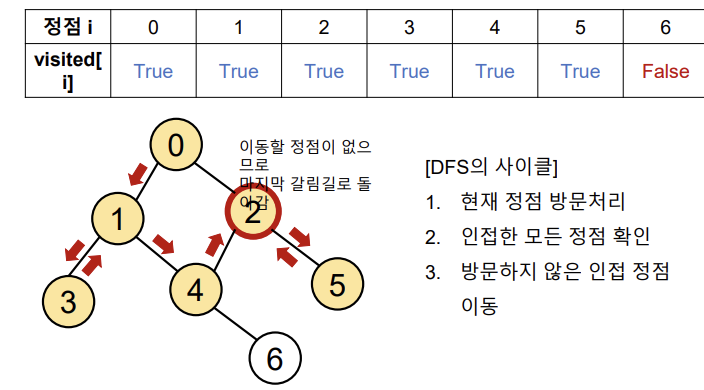 정점 i 0 1 2 3 4 5 6
visited[
i] True True True True True True False
0
이동할 정점이 없으
므로
마지막 갈림길로 돌
아감
1
2
3
4
5
6
[DFS의 사이클]
1. 현재 정점 방문처리
2. 인접한 모든 정점 확인
3. 방문하지 않은 인접 정점
이동